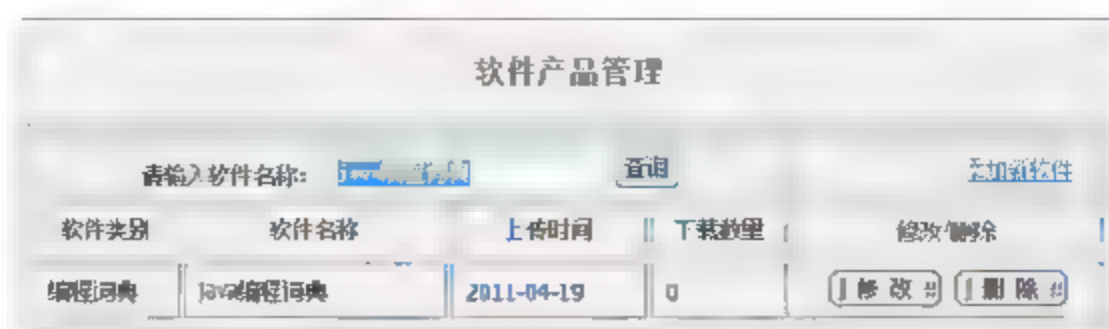 软件产品管理
请输入软件名称: 查询 添加新软件
软件类别 软件名称 上传时间 下载数量 修改/删除
编程词典 java编程词典 2011-04-19 0 修 改 删 除